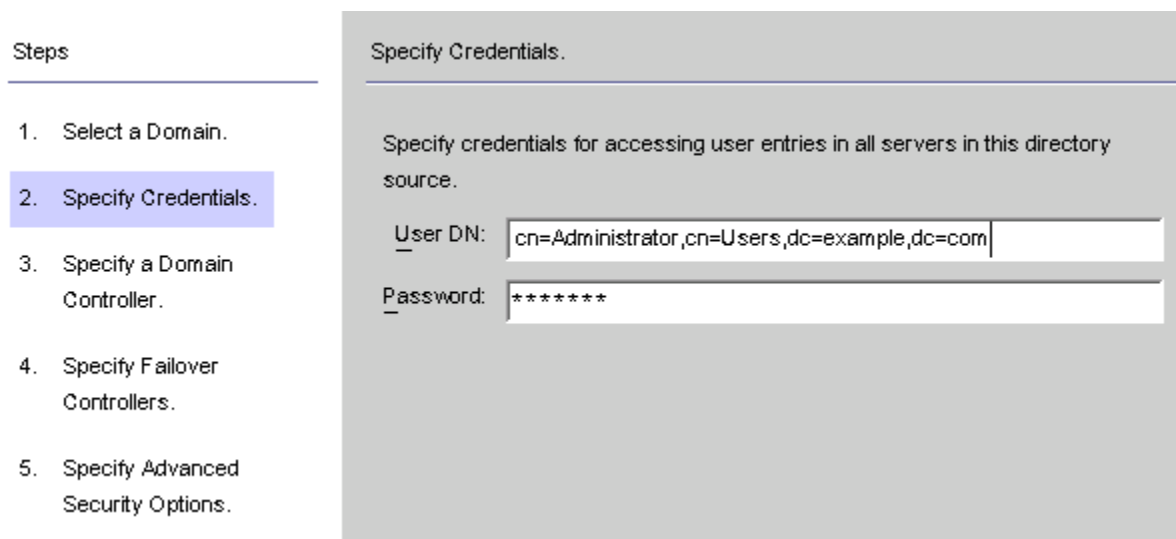 Steps
1. Select a Domain.
2. Specify Credentials.
3. Specify a Domain
Controller.
4. Specify Failover
Controllers.
5. Specify Advanced
Security Options.
Specify Credentials.
Specify credentials for accessing user entries in all servers in this directory
source.
User DN: cn=Administrator,cn=Users,dc=example,dc=com
Password: *******